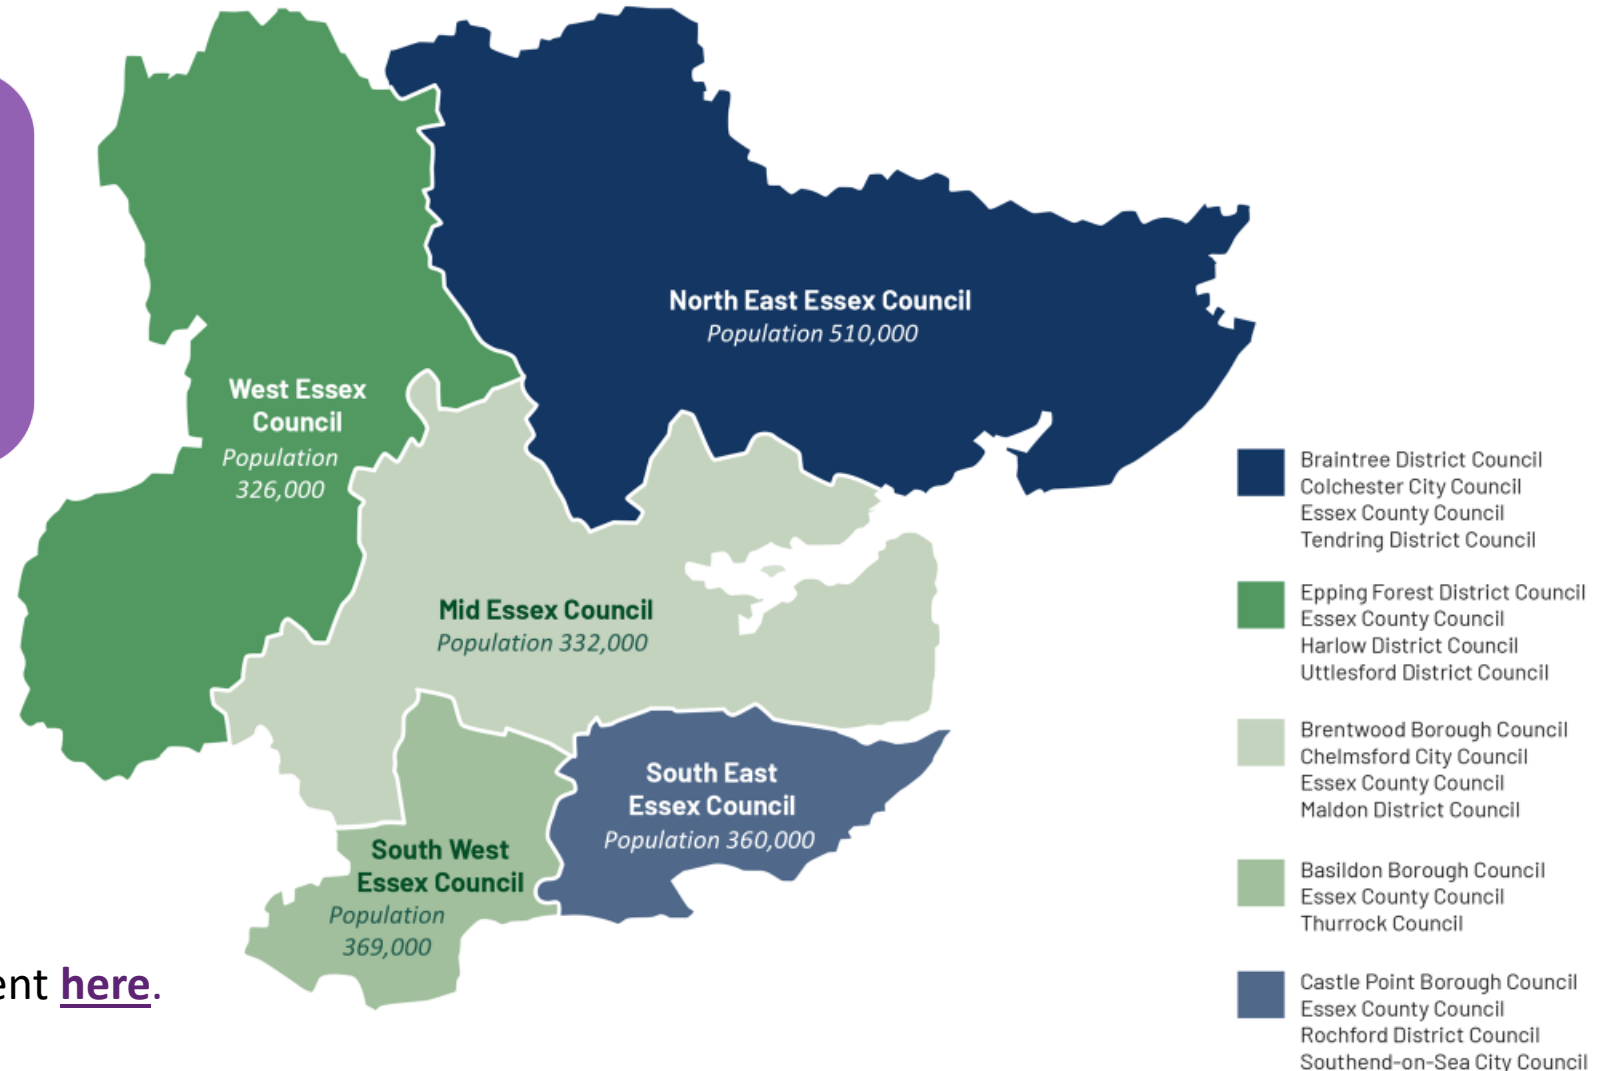 North East Essex Council
Population 510,000
West Essex
Council
Population
326,000
Mid Essex Council
Population 332,000
South East
Essex Council
Population 360,000
South West
Essex Council
Population
369,000
ent here.
Braintree District Council
Colchester City Council
Essex County Council
Tendring District Council
Epping Forest District Council
Essex County Council
Harlow District Council
Uttlesford District Council
Brentwood Borough Council
Chelmsford City Council
Essex County Council
Maldon District Council
Basildon Borough Council
Essex County Council
Thurrock Council
Castle Point Borough Council
Essex County Council
Rochford District Council
Southend-on-Sea City Council